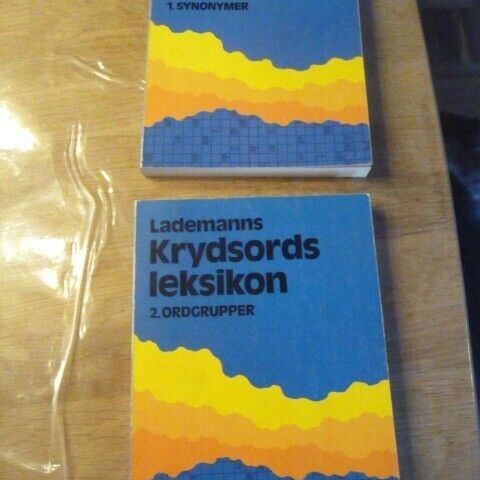 1. SYNONYMER
Lademanns
Krydsords
leksikon
2. ORDGRUPPER